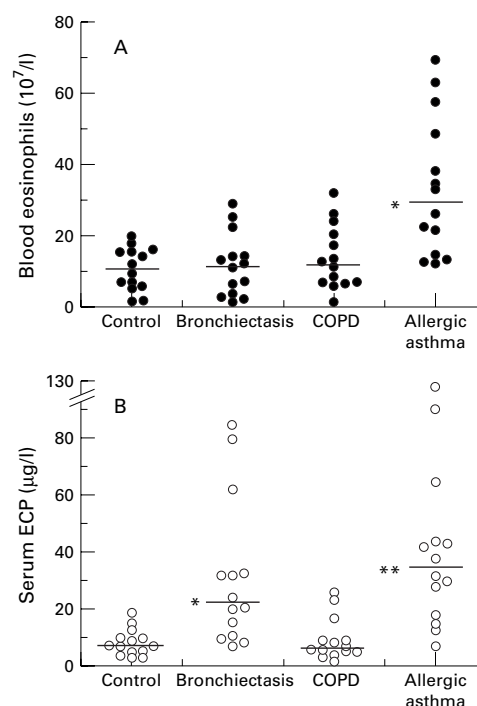 A
Blood eosinophils (10⁷/l)
80
60
40
20
0
*
Control
Bronchiectasis
COPD
Allergic
asthma
B
Serum ECP (μg/l)
130
80
60
40
20
0
*
**
Control
Bronchiectasis
COPD
Allergic
asthma